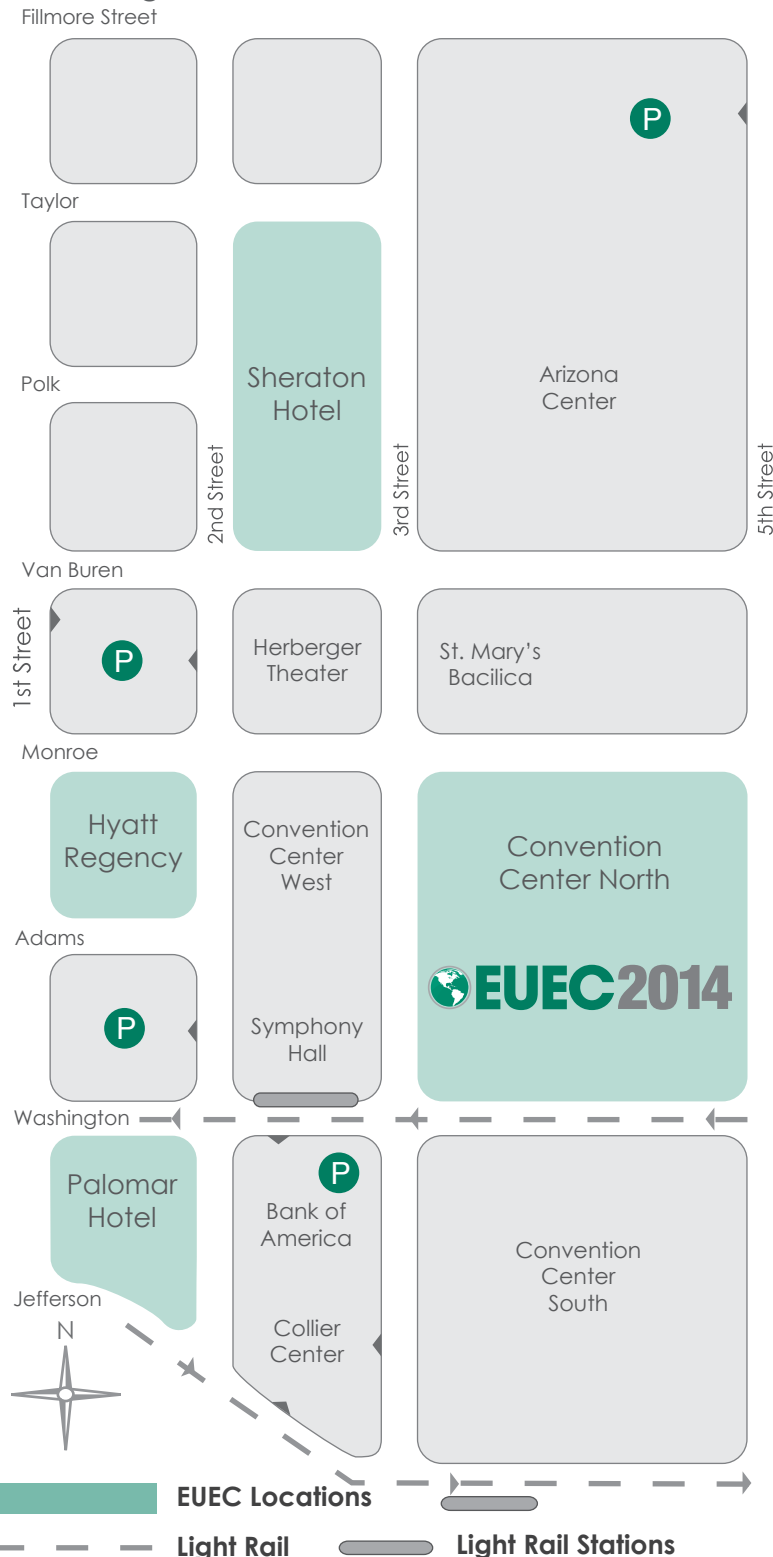 Fillmore Street
P
Taylor
Sheraton
Hotel
Arizona
Center
Polk
2nd Street
3rd Street
5th Street
Van Buren
1st Street
P
Herberger
Theater
St. Mary's
Bacilica
Monroe
Hyatt
Regency
Convention
Center
West
Convention
Center North
Adams
EUEC2014
P
Symphony
Hall
Washington
Palomar
Hotel
P
Bank of
America
Convention
Center
South
Jefferson
N
Collier
Center
EUEC Locations
Light Rail
Light Rail Stations